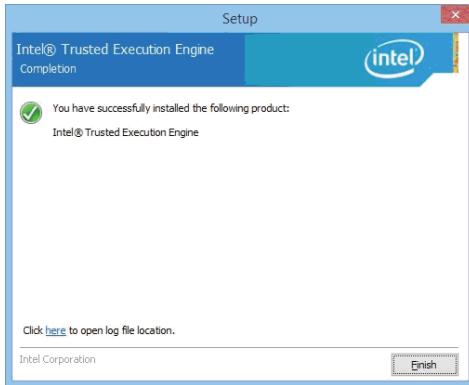 Setup
Intel® Trusted Execution Engine
Completion
intel
You have successfully installed the following product:
Intel® Trusted Execution Engine
Click here to open log file location.
Intel Corporation
Finish